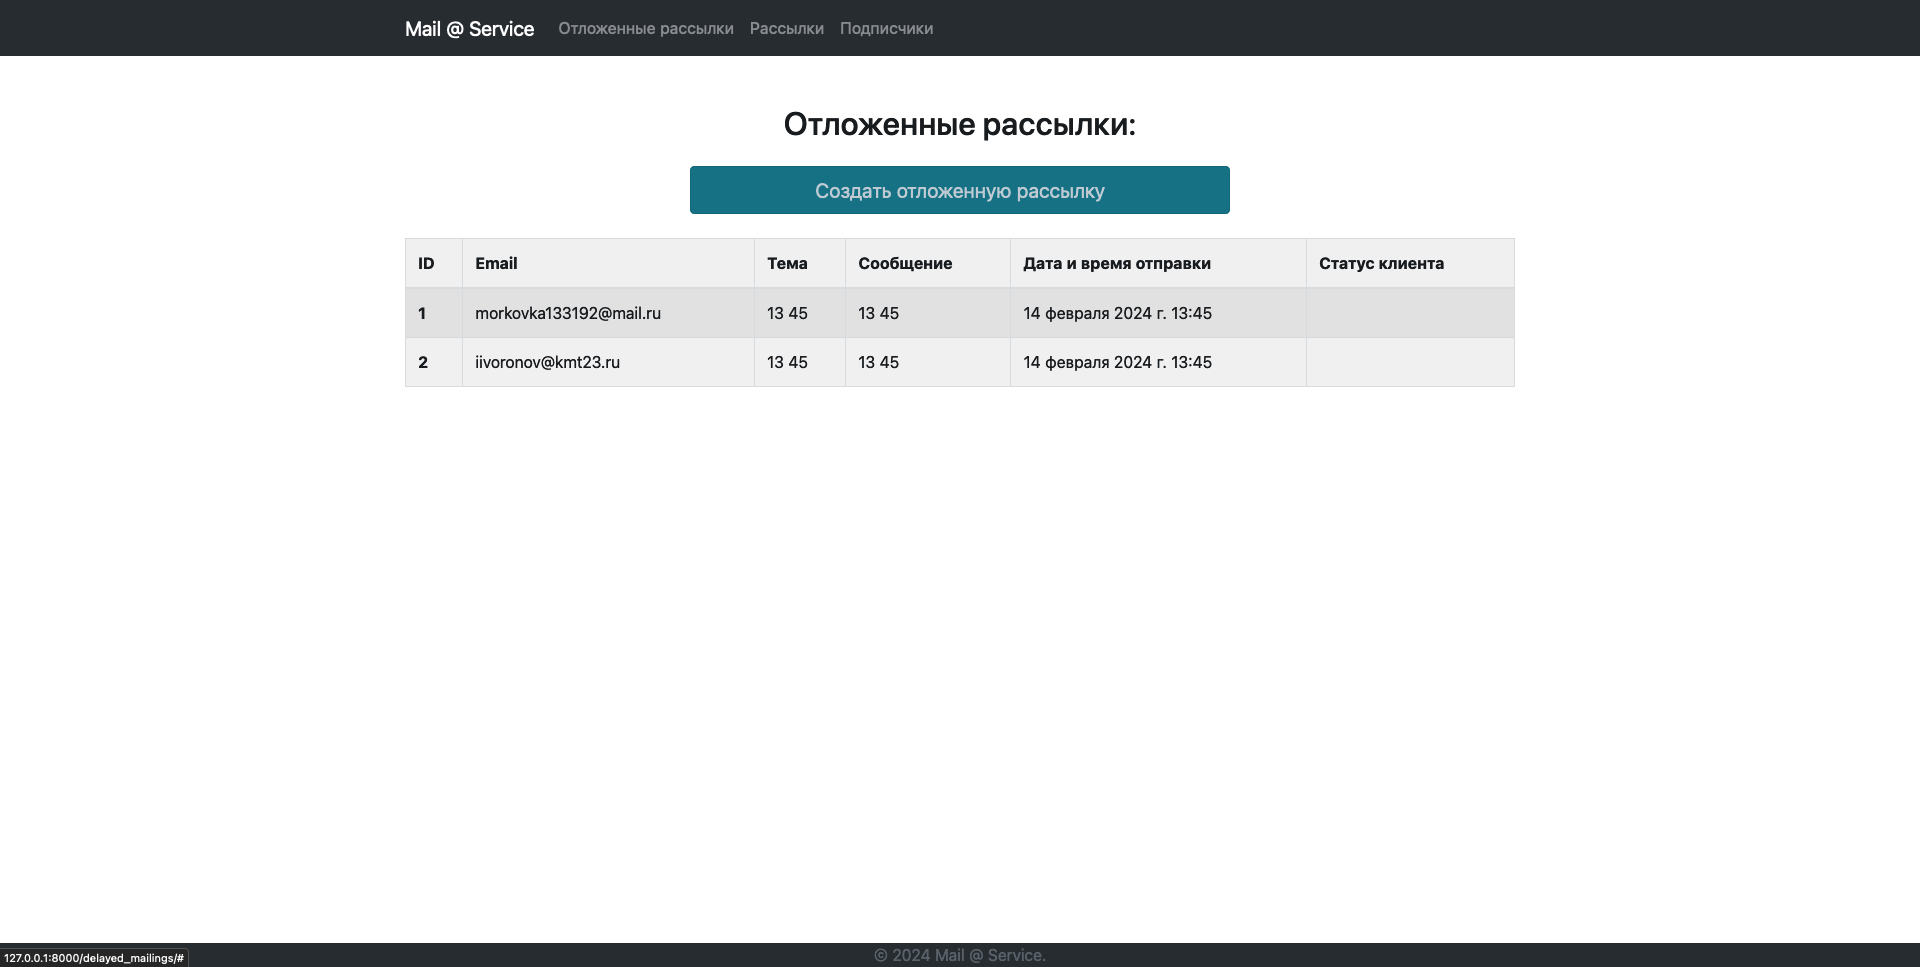 Mail @ Service Отложенные рассылки Рассылки Подписчики
Отложенные рассылки:
Создать отложенную рассылку
ID Email Тема Сообщение Дата и время отправки Статус клиента
1 morkovka133192@mail.ru 13 45 13 45 14 февраля 2024 г. 13:45
2 iivoronov@kmt23.ru 13 45 13 45 14 февраля 2024 г. 13:45
© 2024 Mail @ Service.
127.0.0.1:8000/delayed_mailings/#